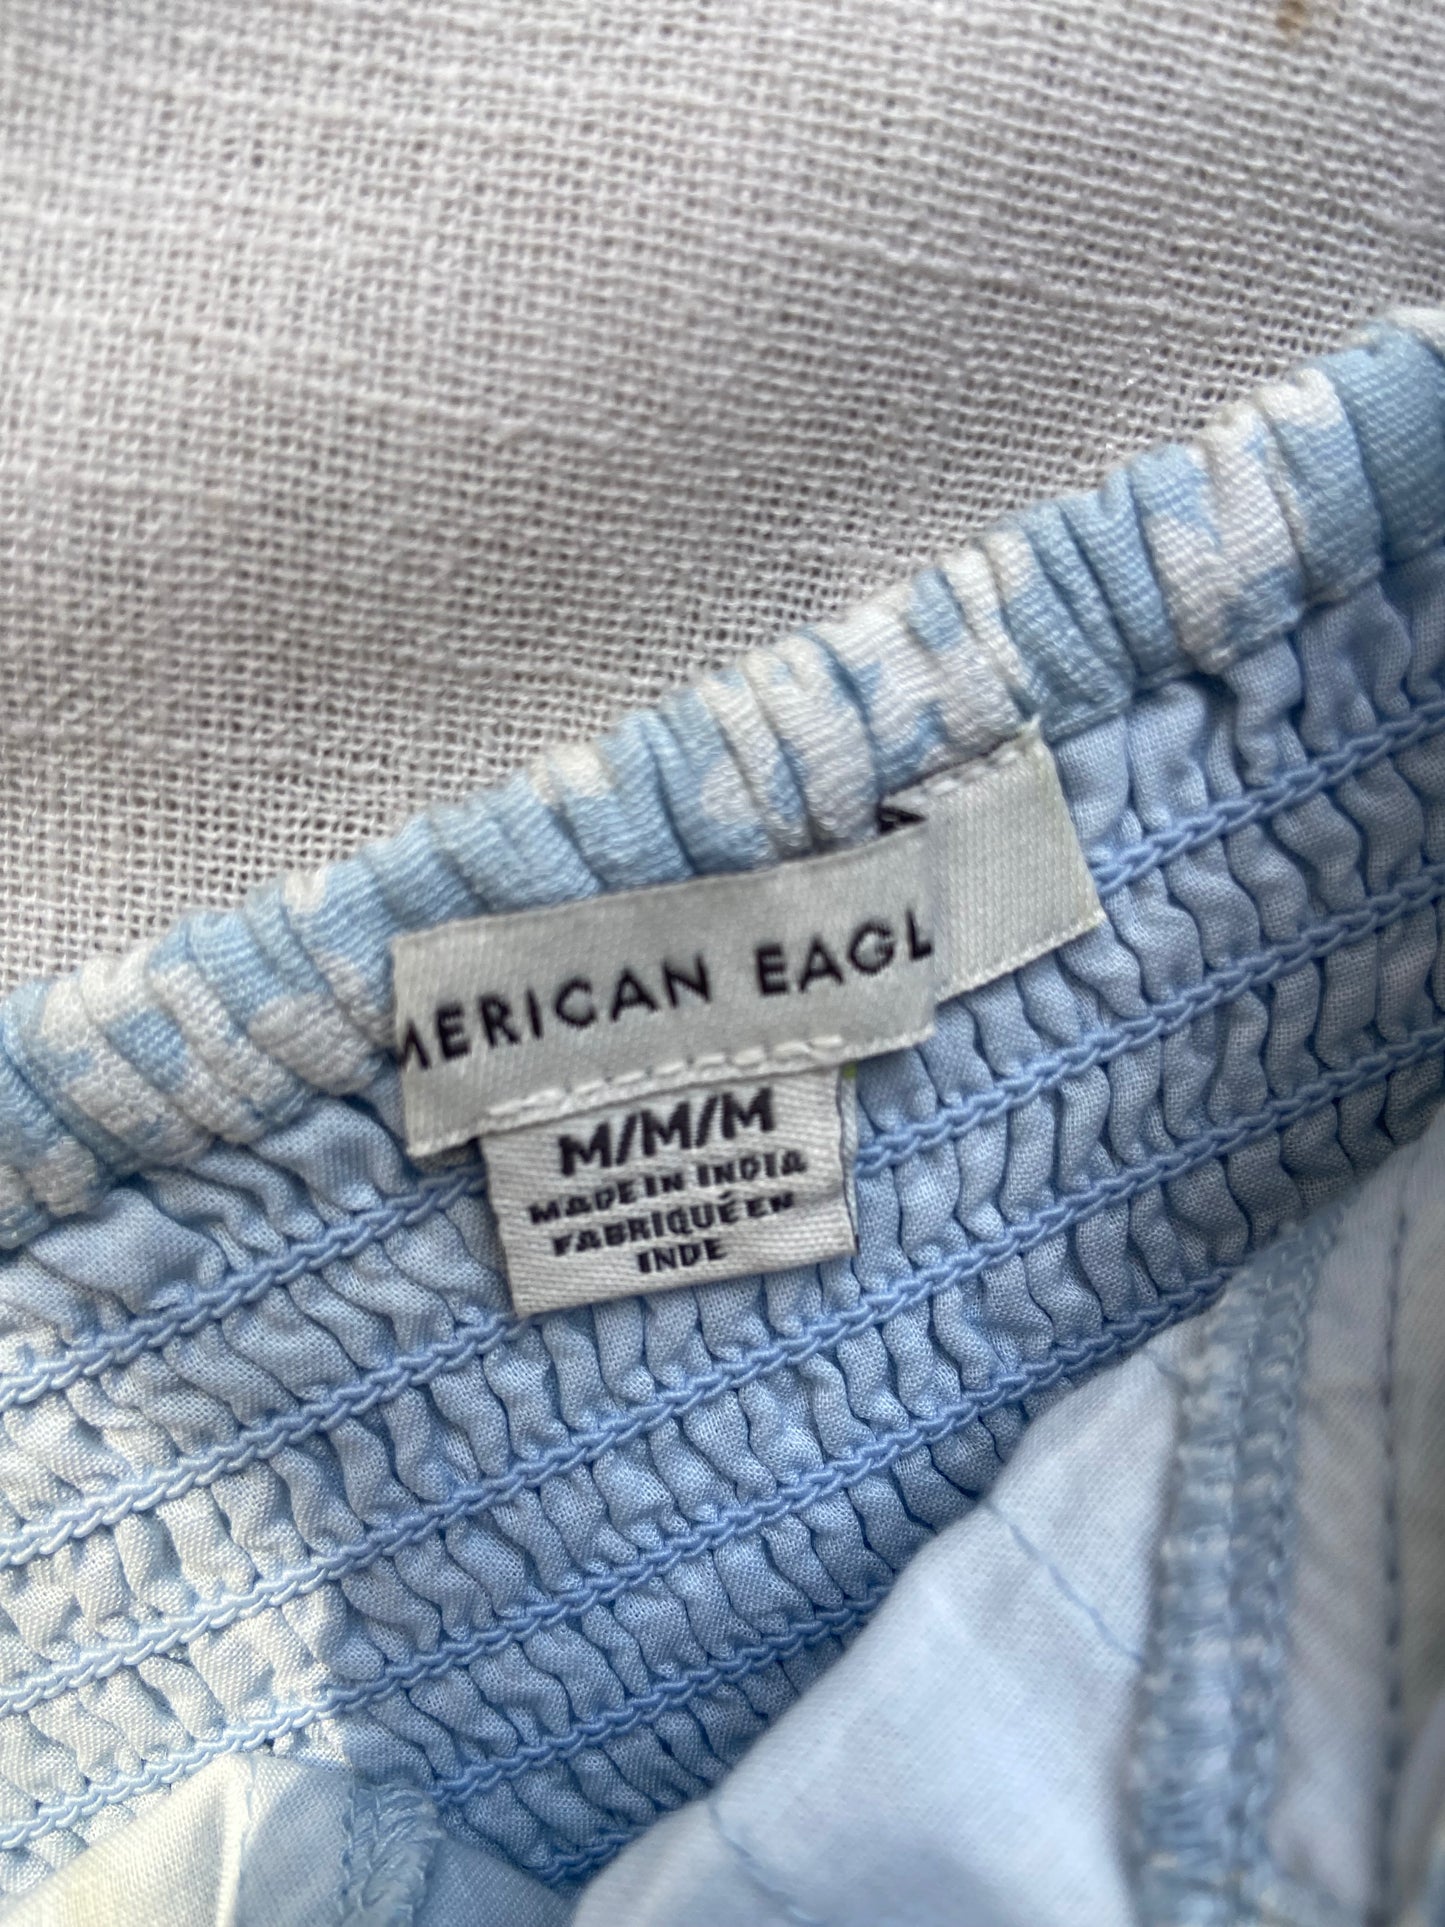 MERICAN EAGL
M/M/M
MADE IN INDIA
FABRIQUÉ EN
INDE